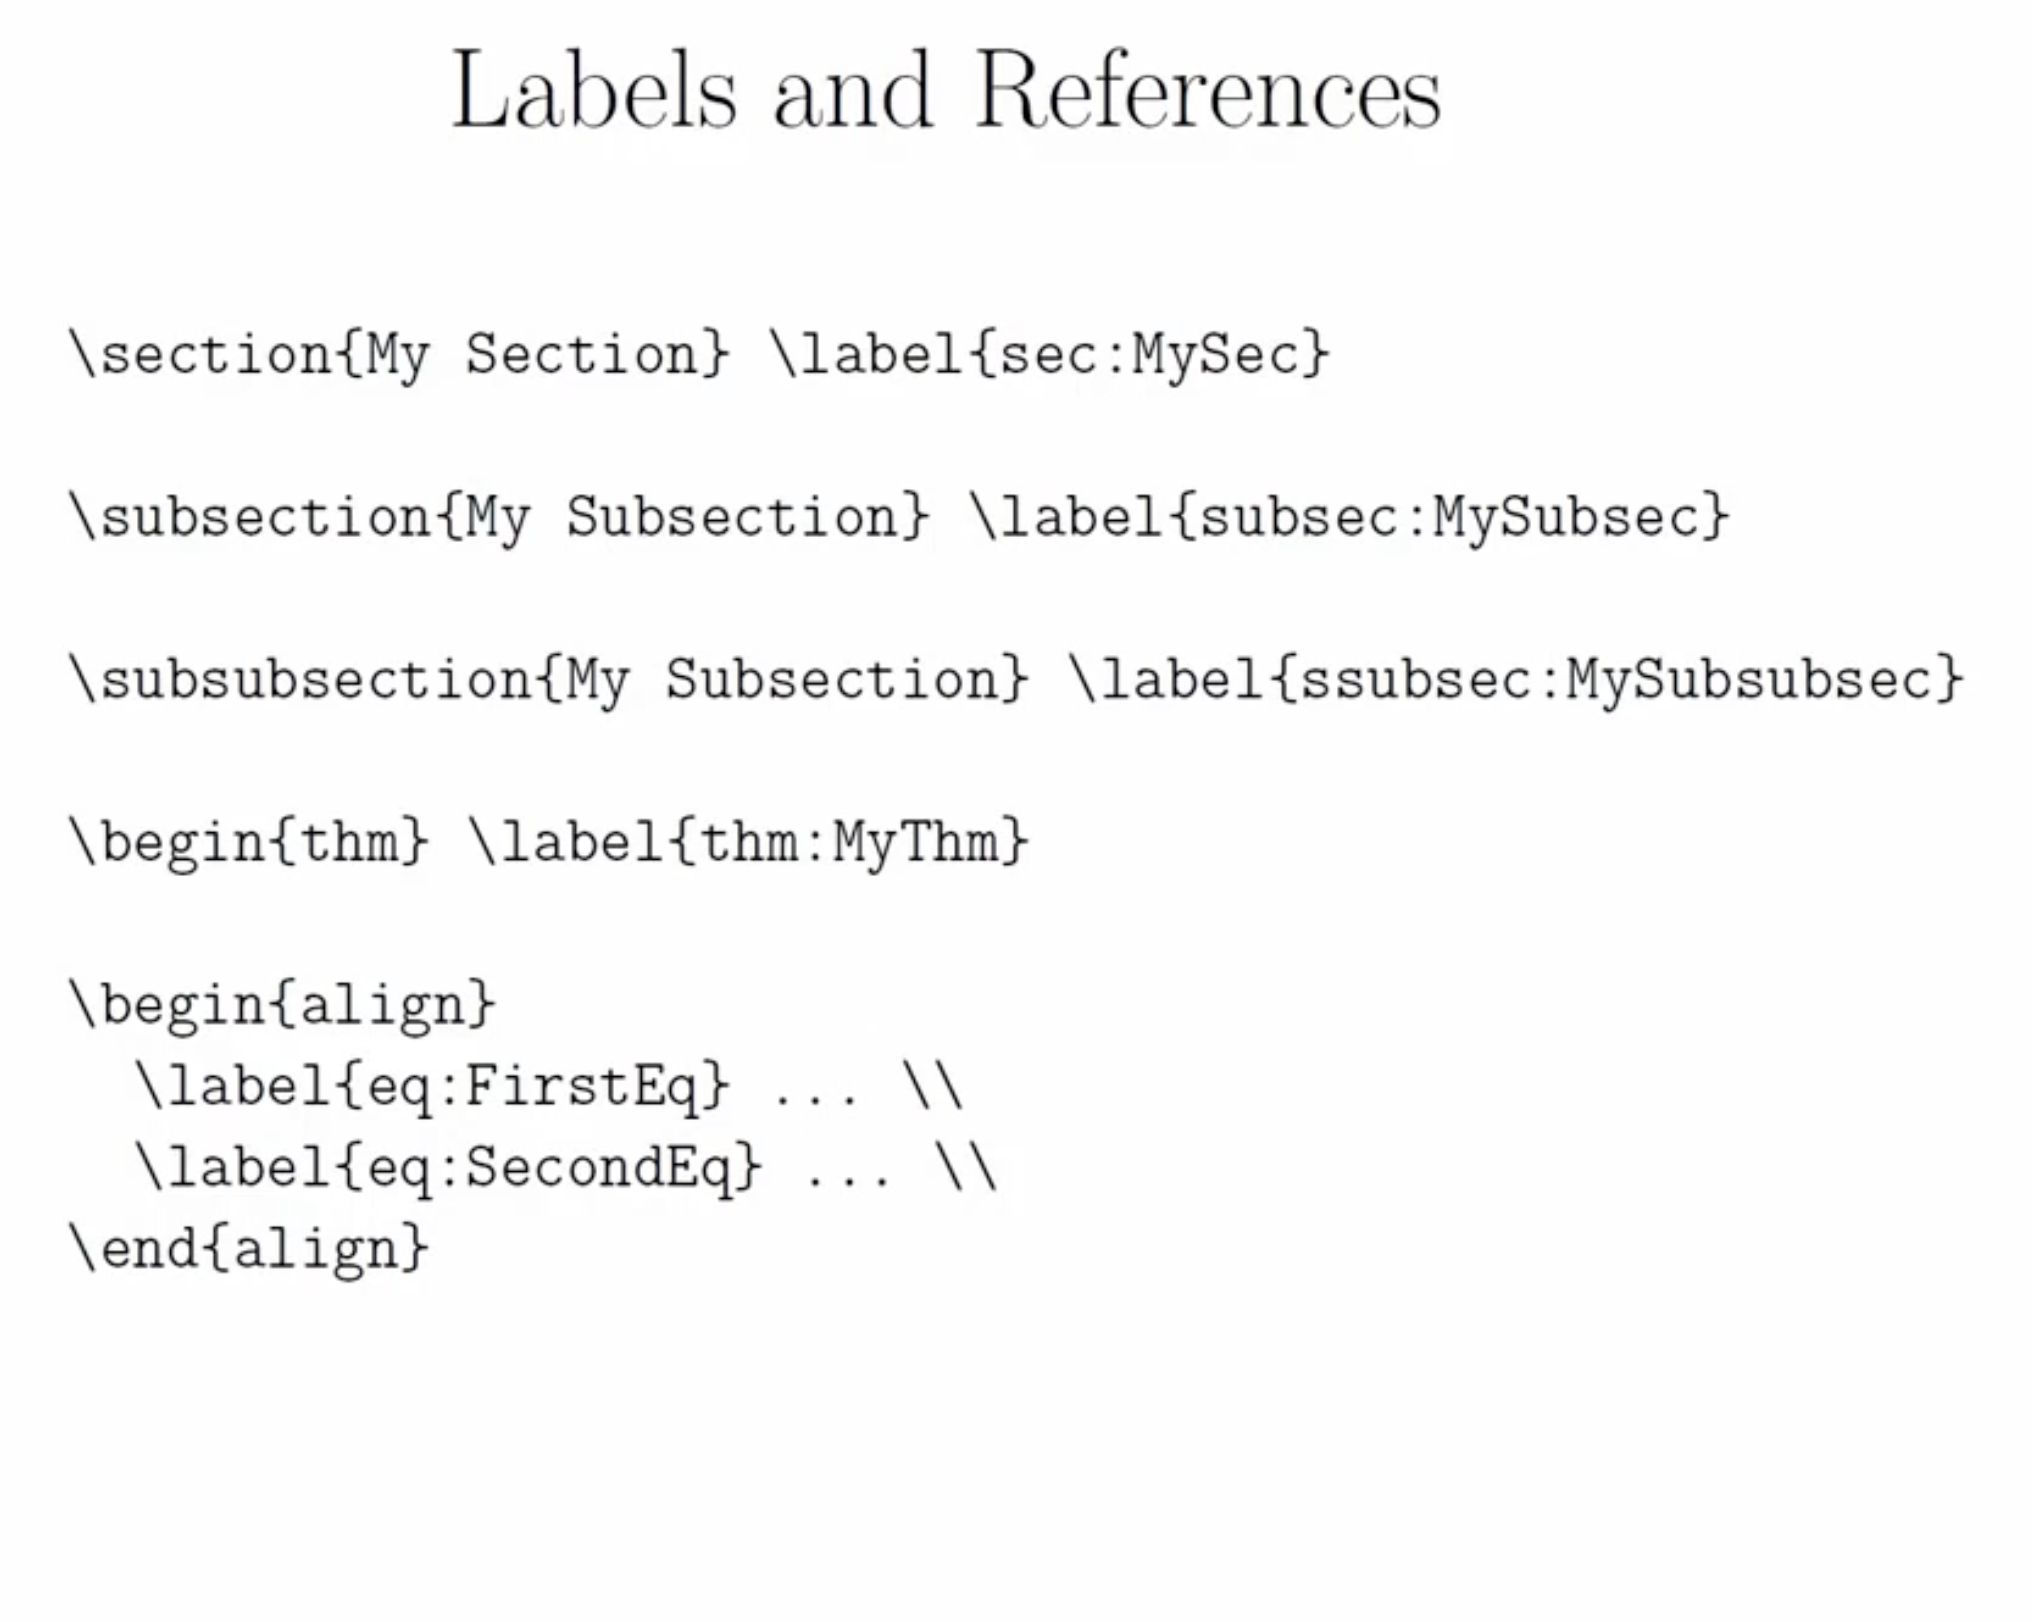 Labels and References
\section{My Section} \label{sec:MySec}
\subsection{My Subsection} \label{subsec:MySubsec}
\subsubsection{My Subsection} \label{ssubsec:MySubsubsec}
\begin{thm} \label{thm:MyThm}
\begin{align}
\label{eq:FirstEq} ... \\
\label{eq:SecondEq} ... \\
\end{align}